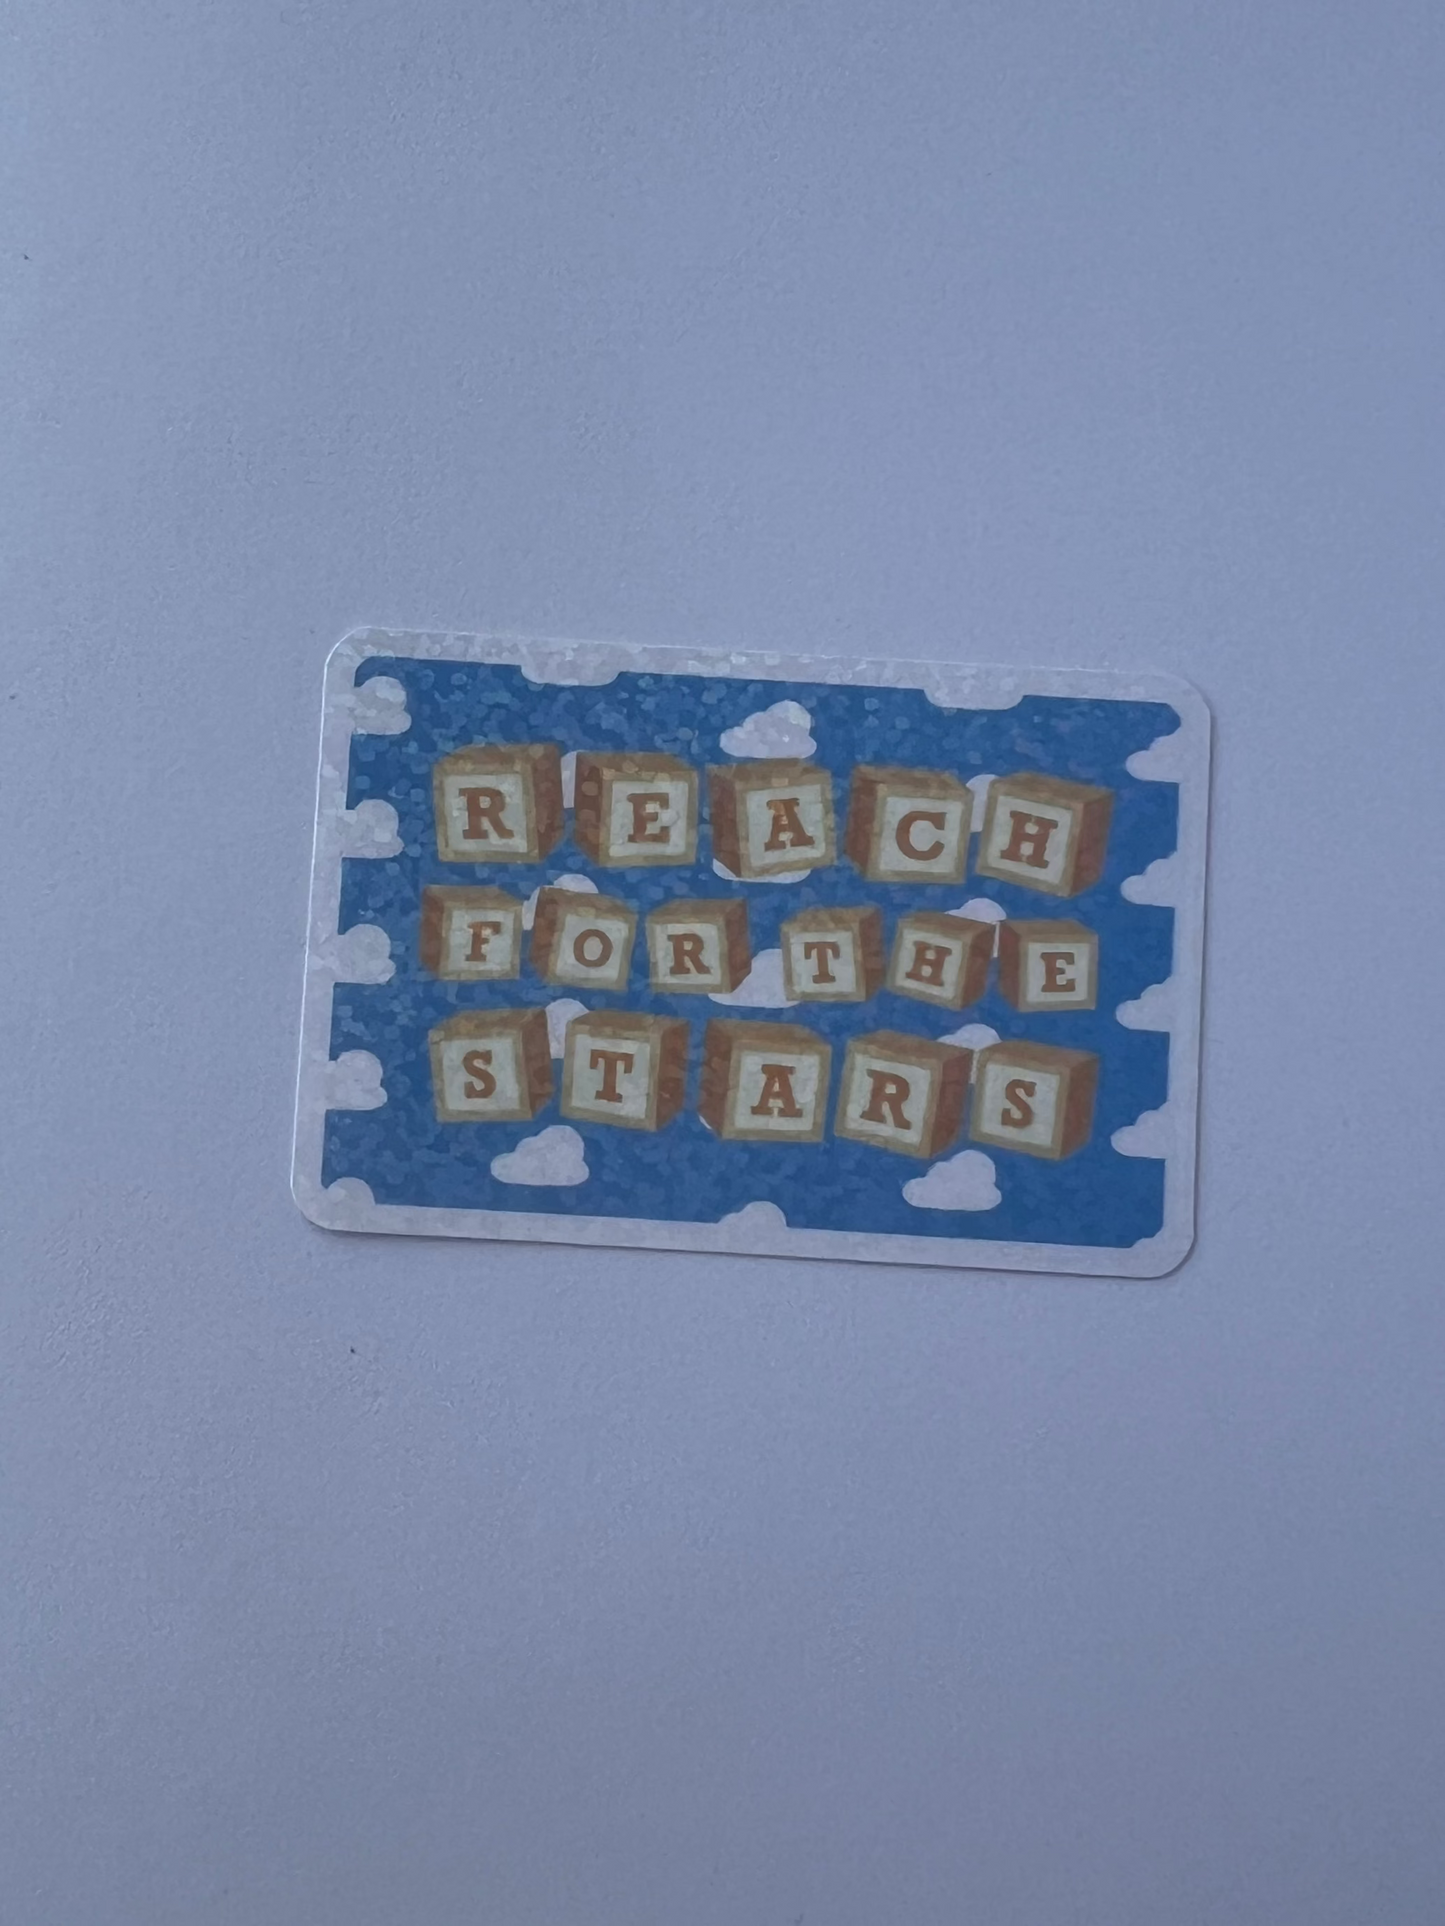 REACH
FOR THE
STARS